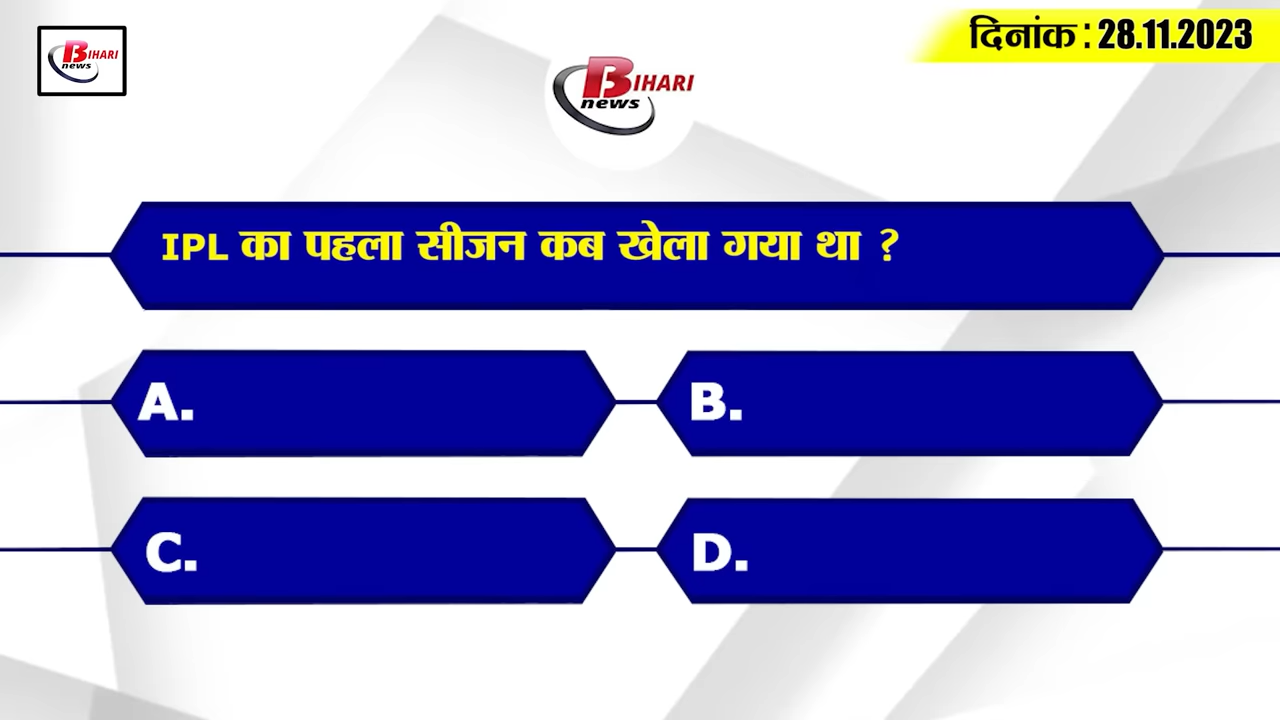 BIHARI
news
दिनांक : 28.11.2023
BIHARI
news
IPL का पहला सीजन कब खेला गया था ?
A.
B.
C.
D.